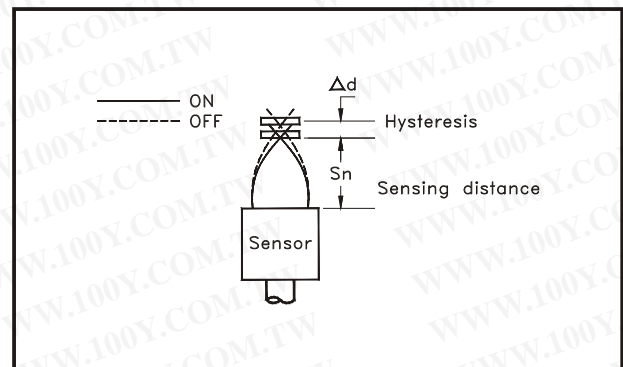 Δd
ON
OFF
Hysteresis
Sn
Sensing distance
Sensor
WWW.100Y.COM.TW